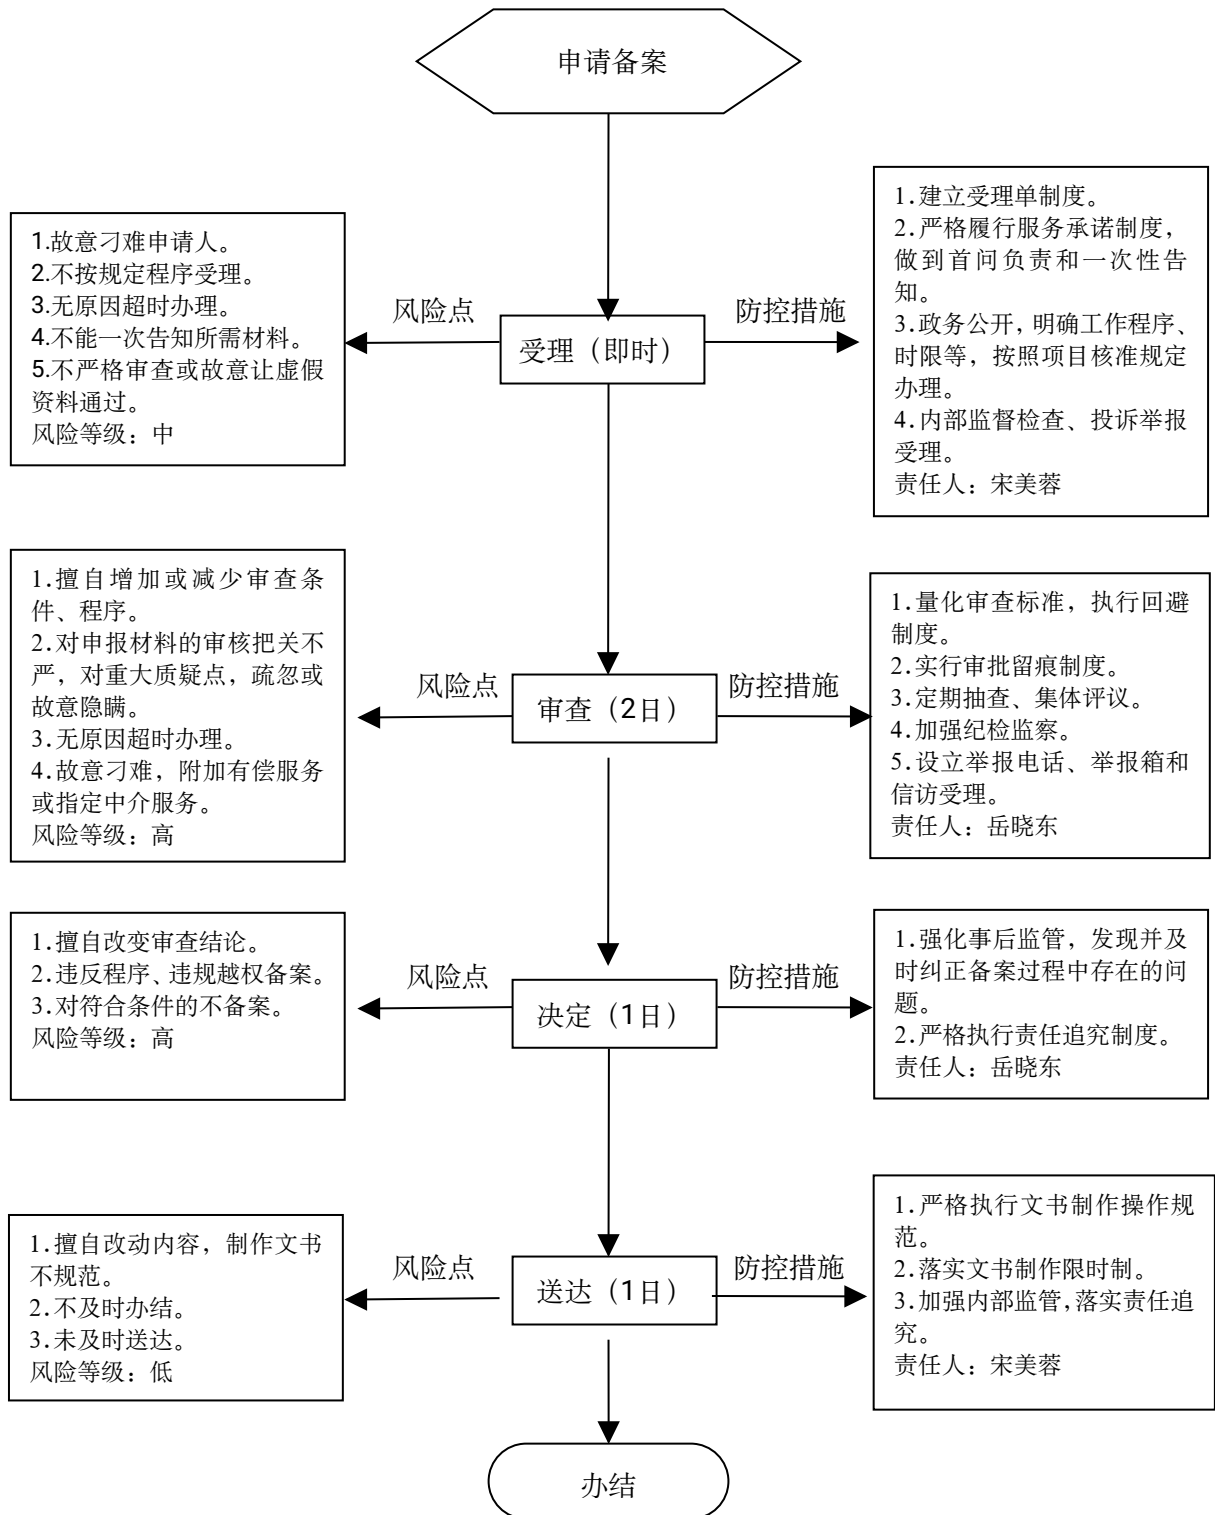 申请备案
1.故意刁难申请人。
2.不按规定程序受理。
3.无原因超时办理。
4.不能一次告知所需材料。
5.不严格审查或故意让虚假
资料通过。
风险等级：中
风险点
受理（即时）
防控措施
1.建立受理单制度。
2.严格履行服务承诺制度，
做到首问负责和一次性告
知。
3.政务公开，明确工作程序、
时限等，按照项目核准规定
办理。
4.内部监督检查、投诉举报
受理。
责任人：宋美蓉
1.擅自增加或减少审查条
件、程序。
2.对申报材料的审核把关不
严，对重大质疑点，疏忽或
故意隐瞒。
3.无原因超时办理。
4.故意刁难，附加有偿服务
或指定中介服务。
风险等级：高
风险点
审查（2日）
防控措施
1.量化审查标准，执行回避
制度。
2.实行审批留痕制度。
3.定期抽查、集体评议。
4.加强纪检监察。
5.设立举报电话、举报箱和
信访受理。
责任人：岳晓东
1.擅自改变审查结论。
2.违反程序、违规越权备案。
3.对符合条件的不备案。
风险等级：高
风险点
决定（1日）
防控措施
1.强化事后监管，发现并及
时纠正备案过程中存在的问
题。
2.严格执行责任追究制度。
责任人：岳晓东
1.擅自改动内容，制作文书
不规范。
2.不及时办结。
3.未及时送达。
风险等级：低
风险点
送达（1日）
防控措施
1.严格执行文书制作操作规
范。
2.落实文书制作限时制。
3.加强内部监管，落实责任追
究。
责任人：宋美蓉
办结